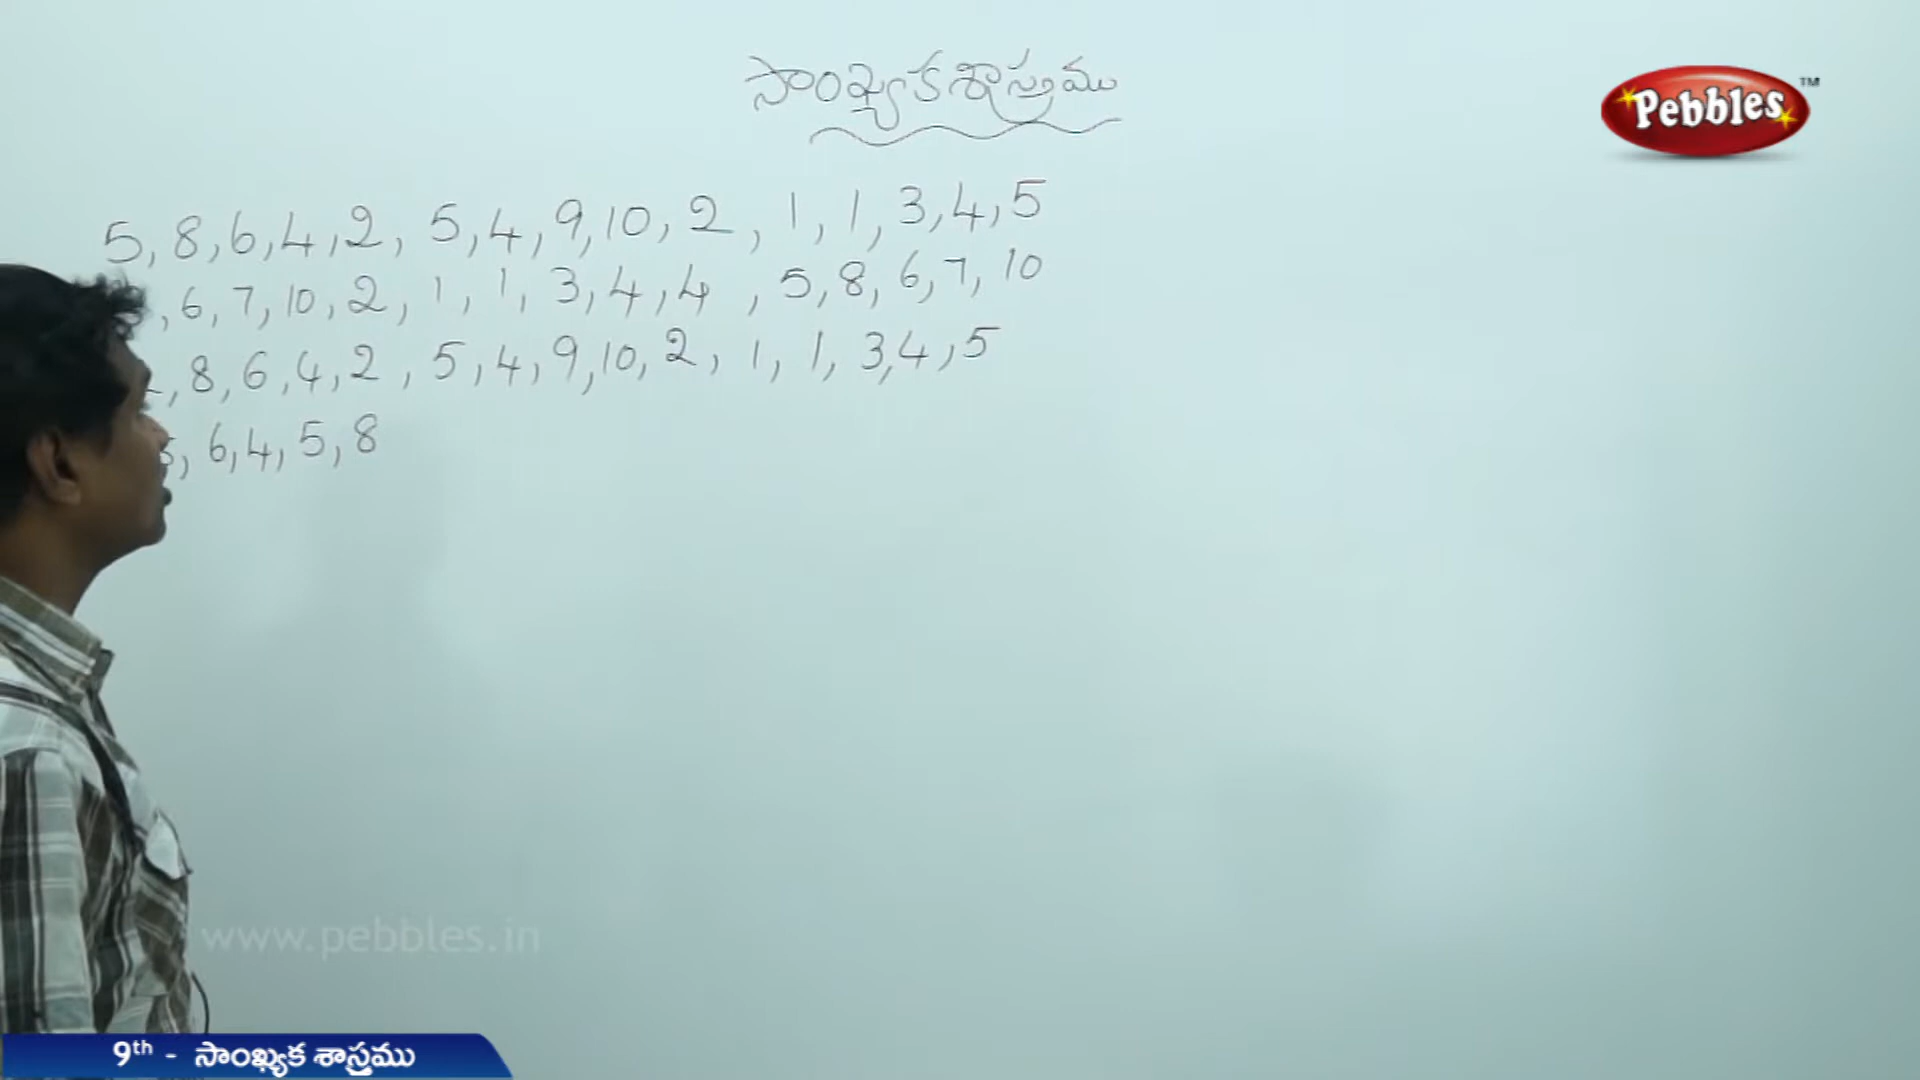 సాంఖ్యకశాస్త్రము
Pebbles™
5, 8, 6, 4, 2, 5, 4, 9, 10, 2, 1, 1, 3, 4, 5
, 6, 7, 10, 2, 1, 1, 3, 4, 4, 5, 8, 6, 7, 10
, 8, 6, 4, 2, 5, 4, 9, 10, 2, 1, 1, 3, 4, 5
, 6, 4, 5, 8
www.pebbles.in
9th - సాంఖ్యక శాస్త్రము